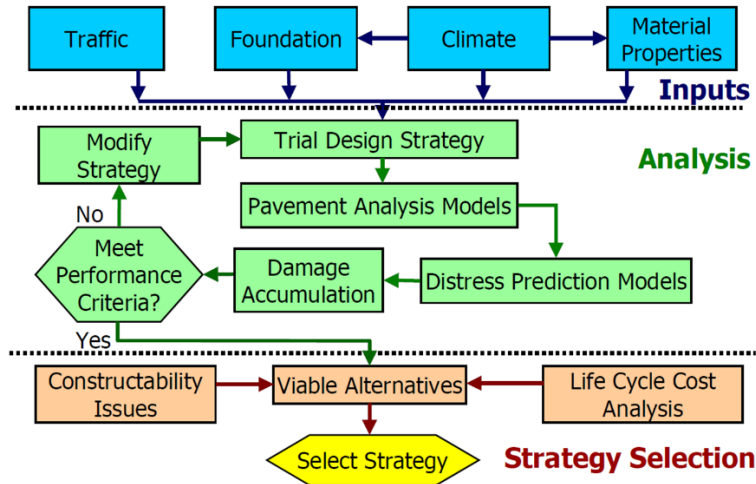 Traffic
Foundation
Climate
Material
Properties
Inputs
Modify
Strategy
Trial Design Strategy
Analysis
Pavement Analysis Models
No
Meet
Performance
Criteria?
Damage
Accumulation
Distress Prediction Models
Yes
Constructability
Issues
Viable Alternatives
Life Cycle Cost
Analysis
Select Strategy
Strategy Selection